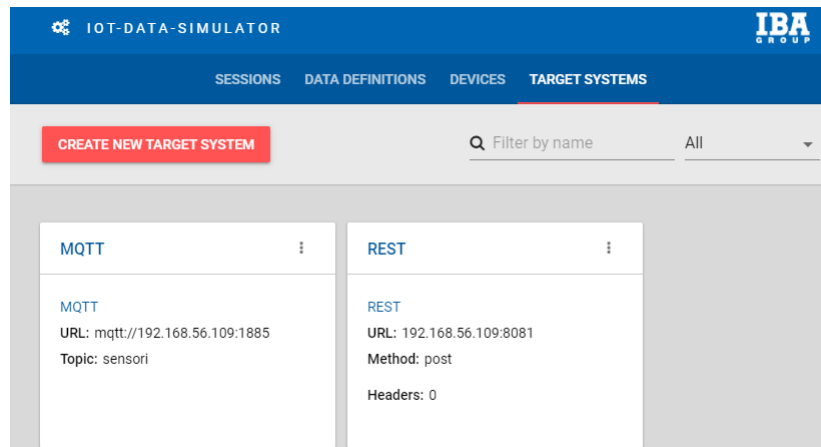 IOT-DATA-SIMULATOR
IBA
GROUP
SESSIONS DATA DEFINITIONS DEVICES TARGET SYSTEMS
CREATE NEW TARGET SYSTEM Filter by name All
MQTT
MQTT
URL: mqtt://192.168.56.109:1885
Topic: sensori
REST
REST
URL: 192.168.56.109:8081
Method: post
Headers: 0